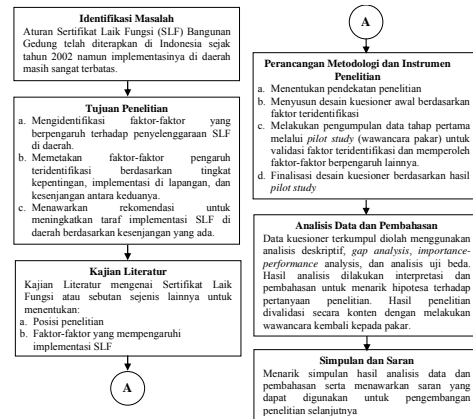 Identifikasi Masalah
Aturan Sertifikat Laik Fungsi (SLF) Bangunan
Gedung telah diterapkan di Indonesia sejak
tahun 2002 namun implementasinya di daerah
masih sangat terbatas.
Tujuan Penelitian
a. Mengidentifikasi faktor-faktor yang
berpengaruh terhadap penyelenggaraan SLF
di daerah.
b. Memetakan faktor-faktor pengaruh
teridentifikasi berdasarkan tingkat
kepentingan, implementasi di lapangan, dan
kesenjangan antara keduanya.
c. Menawarkan rekomendasi untuk
meningkatkan taraf implementasi SLF di
daerah berdasarkan kesenjangan yang ada.
Kajian Literatur
Kajian Literatur mengenai Sertifikat Laik
Fungsi atau sebutan sejenis lainnya untuk
menentukan:
a. Posisi penelitian
b. Faktor-faktor yang mempengaruhi
implementasi SLF
A
A
Perancangan Metodologi dan Instrumen
Penelitian
a. Menentukan pendekatan penelitian
b. Menyusun desain kuesioner awal berdasarkan
faktor teridentifikasi
c. Melakukan pengumpulan data tahap pertama
melalui pilot study (wawancara pakar) untuk
validasi faktor teridentifikasi dan memperoleh
faktor-faktor berpengaruh lainnya.
d. Finalisasi desain kuesioner berdasarkan hasil
pilot study
Analisis Data dan Pembahasan
Data kuesioner terkumpul diolah menggunakan
analisis deskriptif, gap analysis, importance-
performance analysis, dan analisis uji beda.
Hasil analisis dilakukan interpretasi dan
pembahasan untuk menarik hipotesa terhadap
pertanyaan penelitian. Hasil penelitian
divalidasi secara konten dengan melakukan
wawancara kembali kepada pakar.
Simpulan dan Saran
Menarik simpulan hasil analisis data dan
pembahasan serta menawarkan saran yang
dapat digunakan untuk pengembangan
penelitian selanjutnya